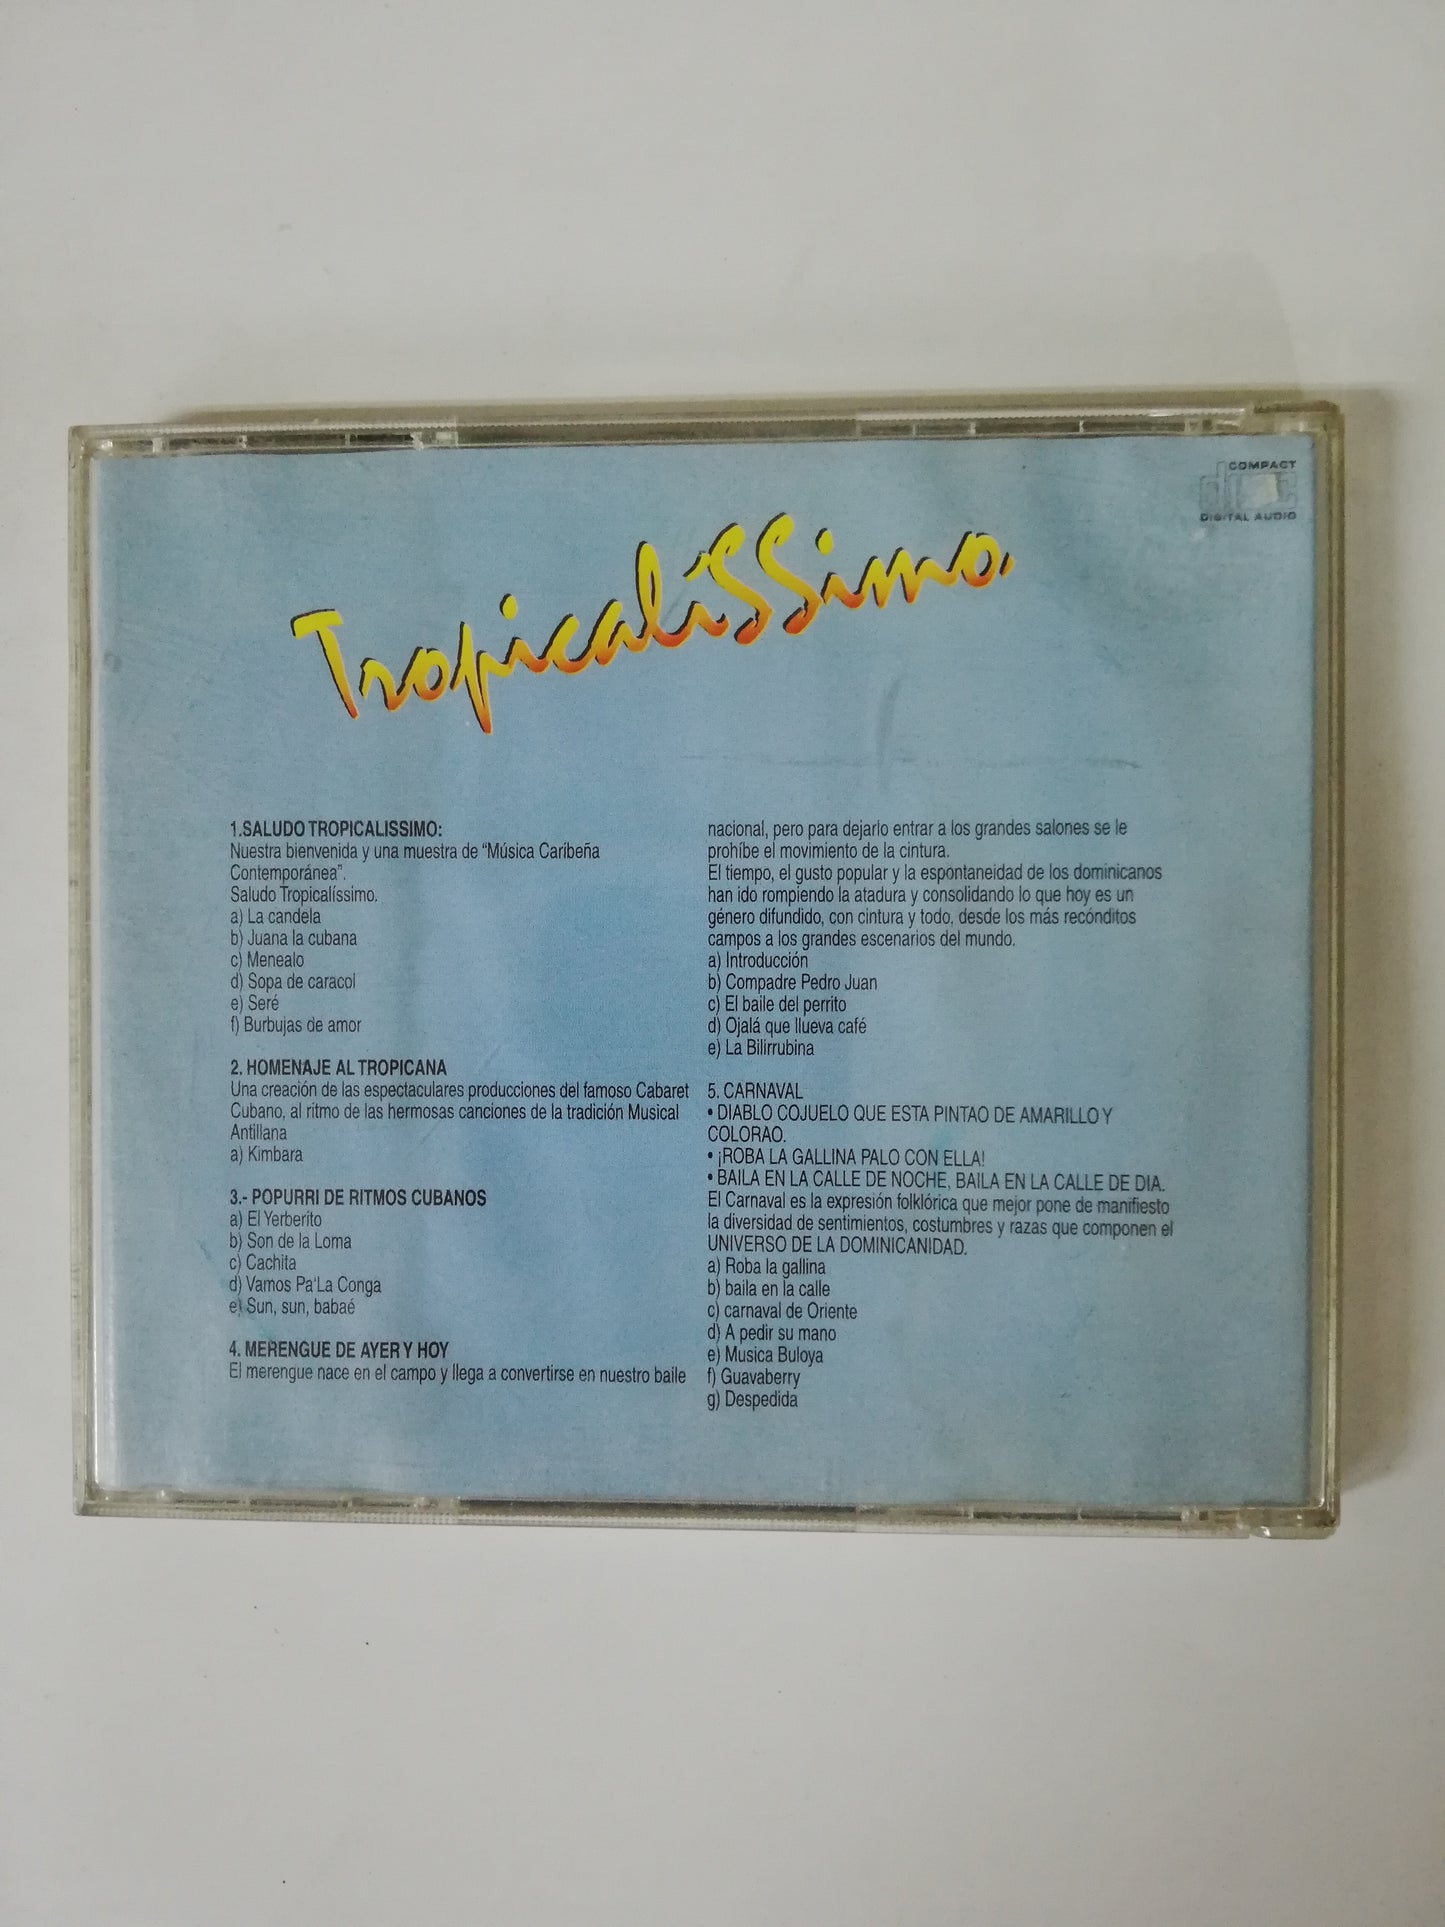 COMPACT
DIGITAL AUDIO
TropicalíSSimo.
1.SALUDO TROPICALISSIMO:
Nuestra bienvenida y una muestra de “Música Caribeña
Contemporánea”.
Saludo Tropicalíssimo.
a) La candela
b) Juana la cubana
c) Menealo
d) Sopa de caracol
e) Seré
f) Burbujas de amor
2. HOMENAJE AL TROPICANA
Una creación de las espectaculares producciones del famoso Cabaret
Cubano, al ritmo de las hermosas canciones de la tradición Musical
Antillana
a) Kimbara
3.- POPURRI DE RITMOS CUBANOS
a) El Yerberito
b) Son de la Loma
c) Cachita
d) Vamos Pa‘La Conga
e) Sun, sun, babaé
4. MERENGUE DE AYER Y HOY
El merengue nace en el campo y llega a convertirse en nuestro baile
nacional, pero para dejarlo entrar a los grandes salones se le
prohíbe el movimiento de la cintura.
El tiempo, el gusto popular y la espontaneidad de los dominicanos
han ido rompiendo la atadura y consolidando lo que hoy es un
género difundido, con cintura y todo, desde los más recónditos
campos a los grandes escenarios del mundo.
a) Introducción
b) Compadre Pedro Juan
c) El baile del perrito
d) Ojalá que llueva café
e) La Bilirrubina
5. CARNAVAL
• DIABLO COJUELO QUE ESTA PINTAO DE AMARILLO Y
COLORAO.
• ¡ROBA LA GALLINA PALO CON ELLA!
• BAILA EN LA CALLE DE NOCHE, BAILA EN LA CALLE DE DIA.
El Carnaval es la expresión folklórica que mejor pone de manifiesto
la diversidad de sentimientos, costumbres y razas que componen el
UNIVERSO DE LA DOMINICANIDAD.
a) Roba la gallina
b) baila en la calle
c) carnaval de Oriente
d) A pedir su mano
e) Musica Buloya
f) Guavaberry
g) Despedida